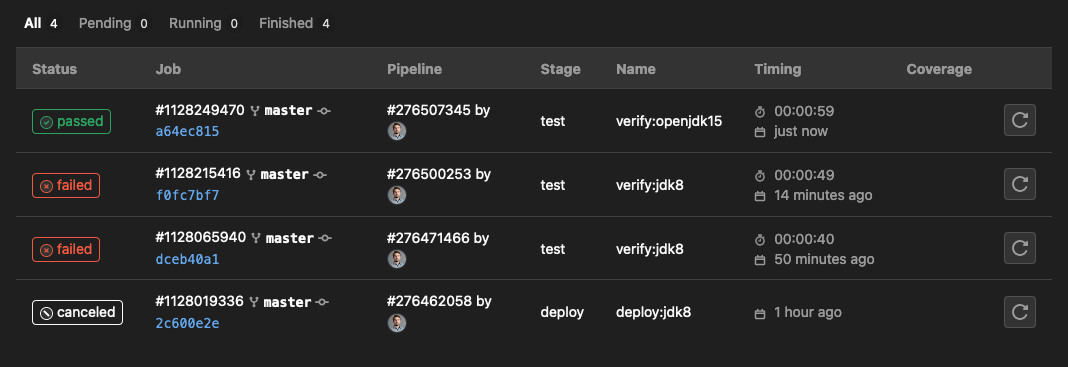 All 4 Pending 0 Running 0 Finished 4
Status Job Pipeline Stage Name Timing Coverage
passed #1128249470 master a64ec815 #276507345 by test verify:openjdk15 00:00:59 just now
failed #1128215416 master f0fc7bf7 #276500253 by test verify:jdk8 00:00:49 14 minutes ago
failed #1128065940 master dceb40a1 #276471466 by test verify:jdk8 00:00:40 50 minutes ago
canceled #1128019336 master 2c600e2e #276462058 by deploy deploy:jdk8 1 hour ago